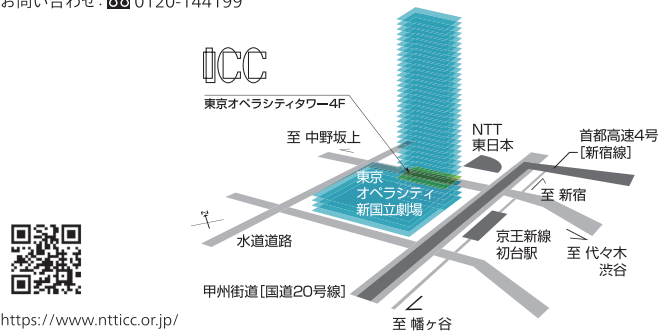 お問い合わせ：0120-144199
ICC
東京オペラシティタワー4F
至 中野坂上
NTT
東日本
首都高速4号
[新宿線]
東京
オペラシティ
新国立劇場
至 新宿
水道道路
京王新線
初台駅
至 代々木
渋谷
甲州街道[国道20号線]
至 幡ヶ谷
https://www.ntticc.or.jp/